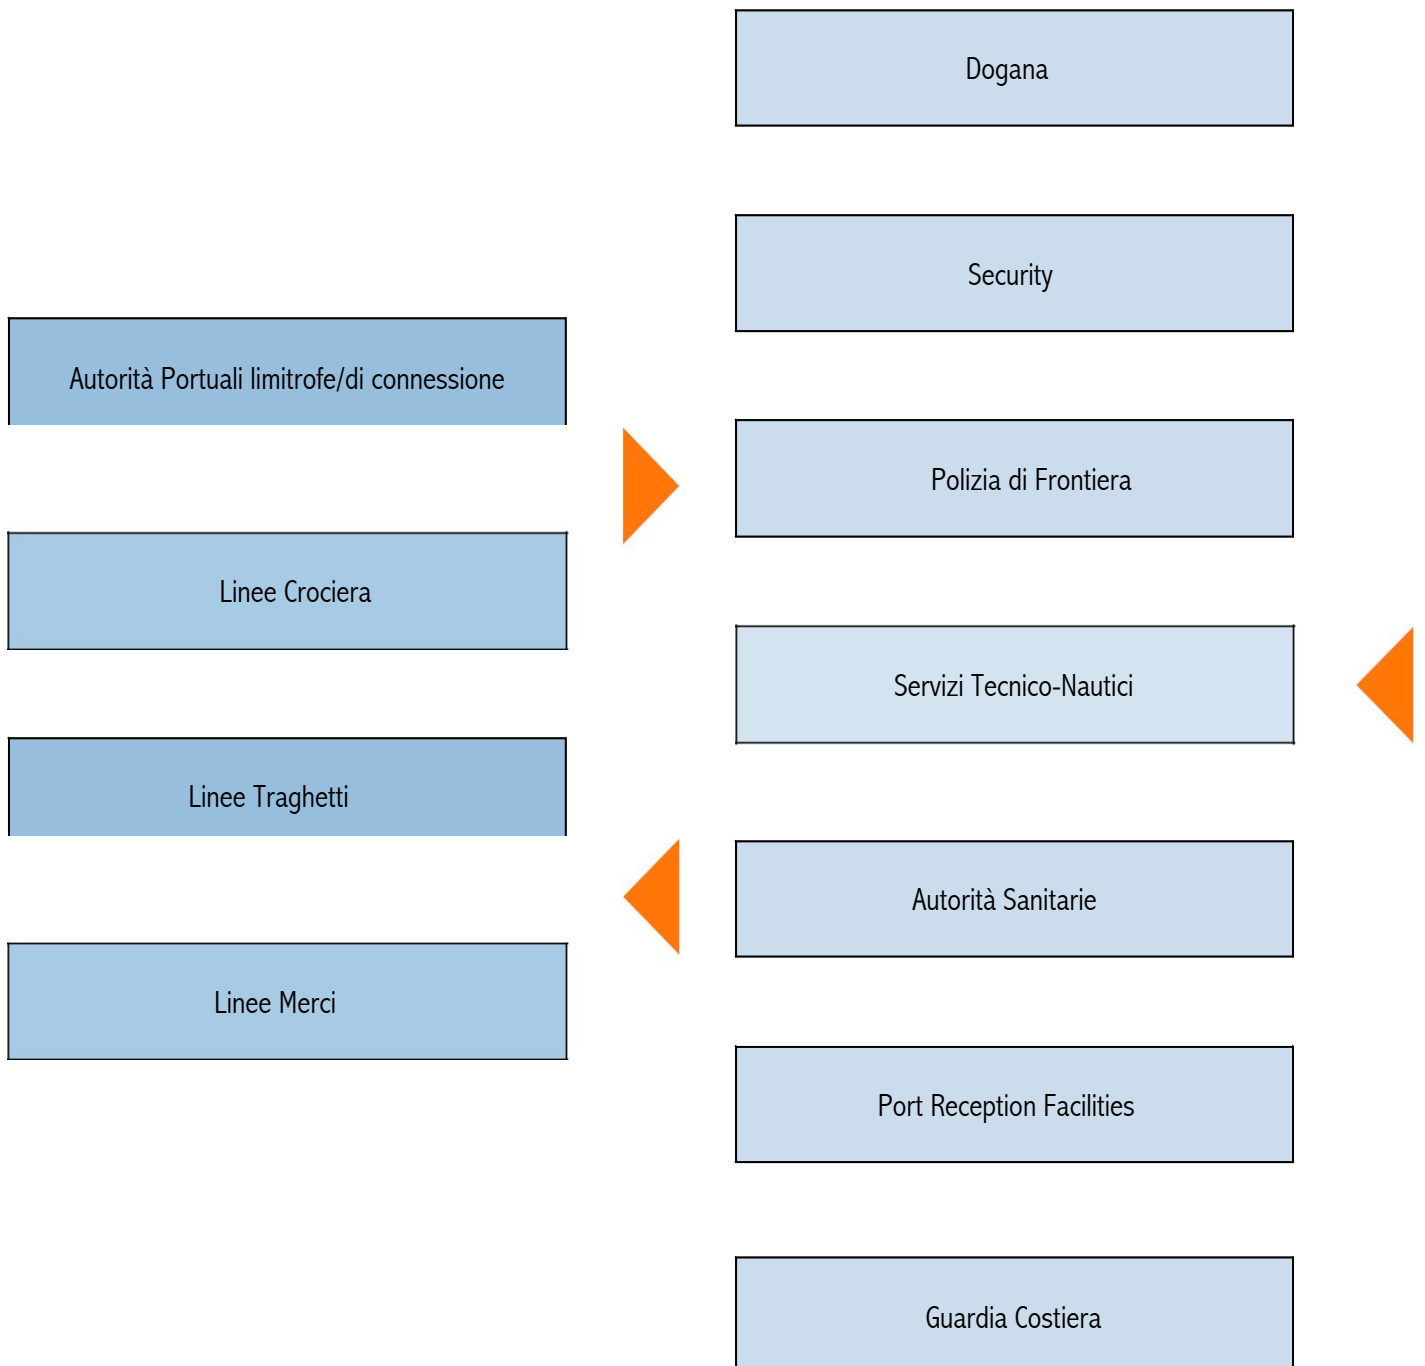 Autorità Portuali limitrofe/di connessione
Linee Crociera
Linee Traghetti
Linee Merci
Dogana
Security
Polizia di Frontiera
Servizi Tecnico-Nautici
Autorità Sanitarie
Port Reception Facilities
Guardia Costiera